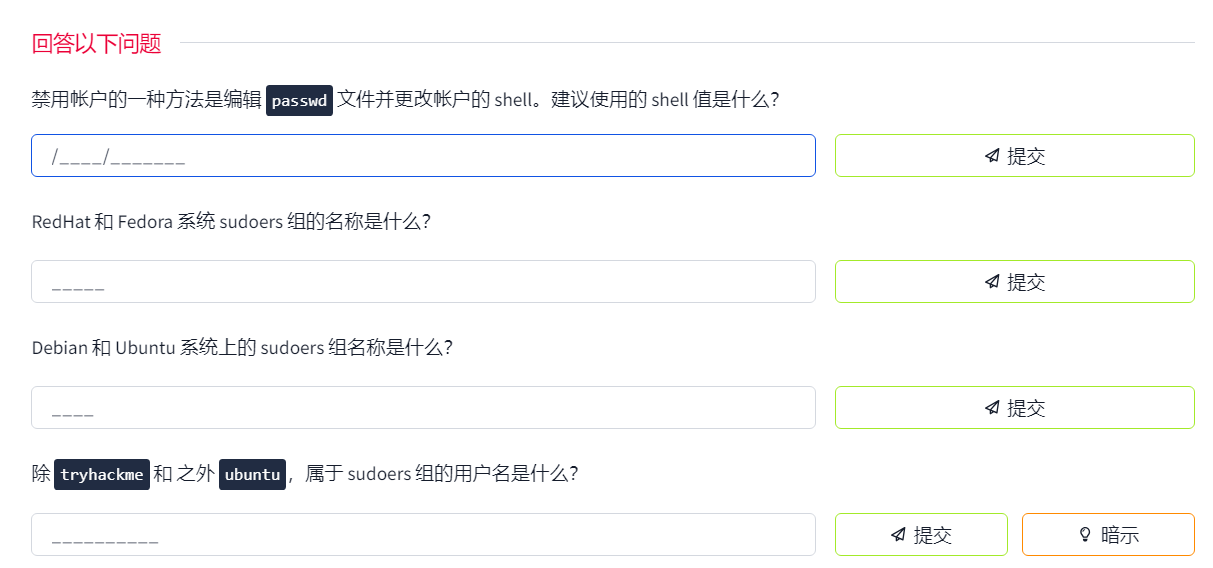 回答以下问题
禁用帐户的一种方法是编辑 passwd 文件并更改帐户的 shell。建议使用的 shell 值是什么?
/____/_______ 提交
RedHat 和 Fedora 系统 sudoers 组的名称是什么?
_____ 提交
Debian 和 Ubuntu 系统上的 sudoers 组名称是什么?
____ 提交
除 tryhackme 和 之外 ubuntu ，属于 sudoers 组的用户名是什么?
__________ 提交 暗示